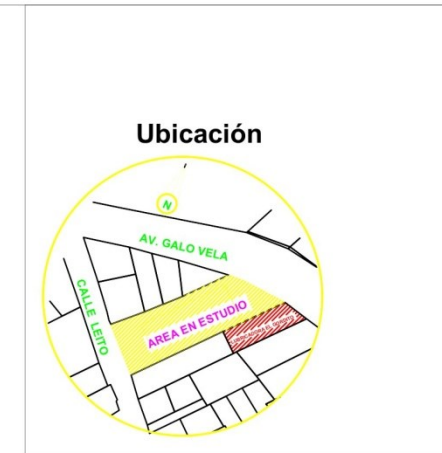 Ubicación
N
AV. GALO VELA
CALLE LEITO
AREA EN ESTUDIO